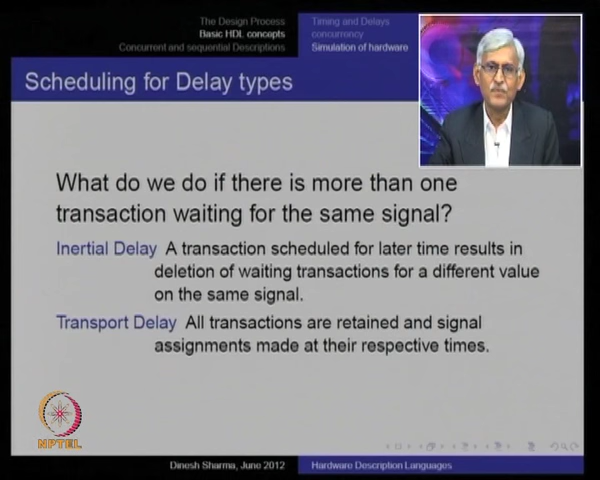 The Design Process
Basic HDL concepts
Concurrent and sequential Descriptions
Timing and Delays
concurrency
Simulation of hardware
Scheduling for Delay types
What do we do if there is more than one
transaction waiting for the same signal?
Inertial Delay A transaction scheduled for later time results in
deletion of waiting transactions for a different value
on the same signal.
Transport Delay All transactions are retained and signal
assignments made at their respective times.
NPTEL
Dinesh Sharma, June 2012
Hardware Description Languages